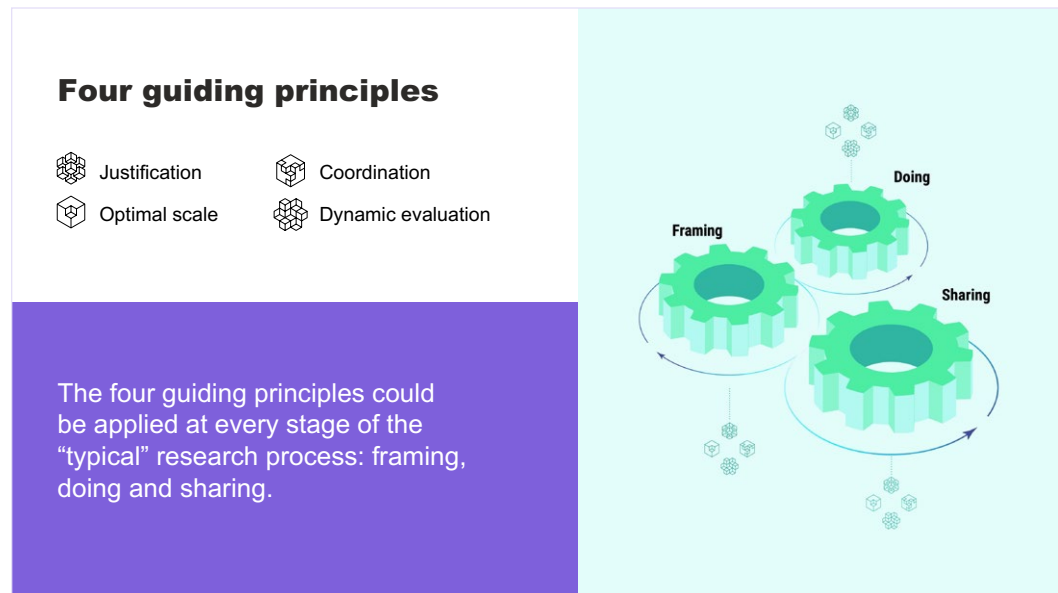 Four guiding principles
Justification
Coordination
Optimal scale
Dynamic evaluation
The four guiding principles could
be applied at every stage of the
“typical” research process: framing,
doing and sharing.
Doing
Framing
Sharing